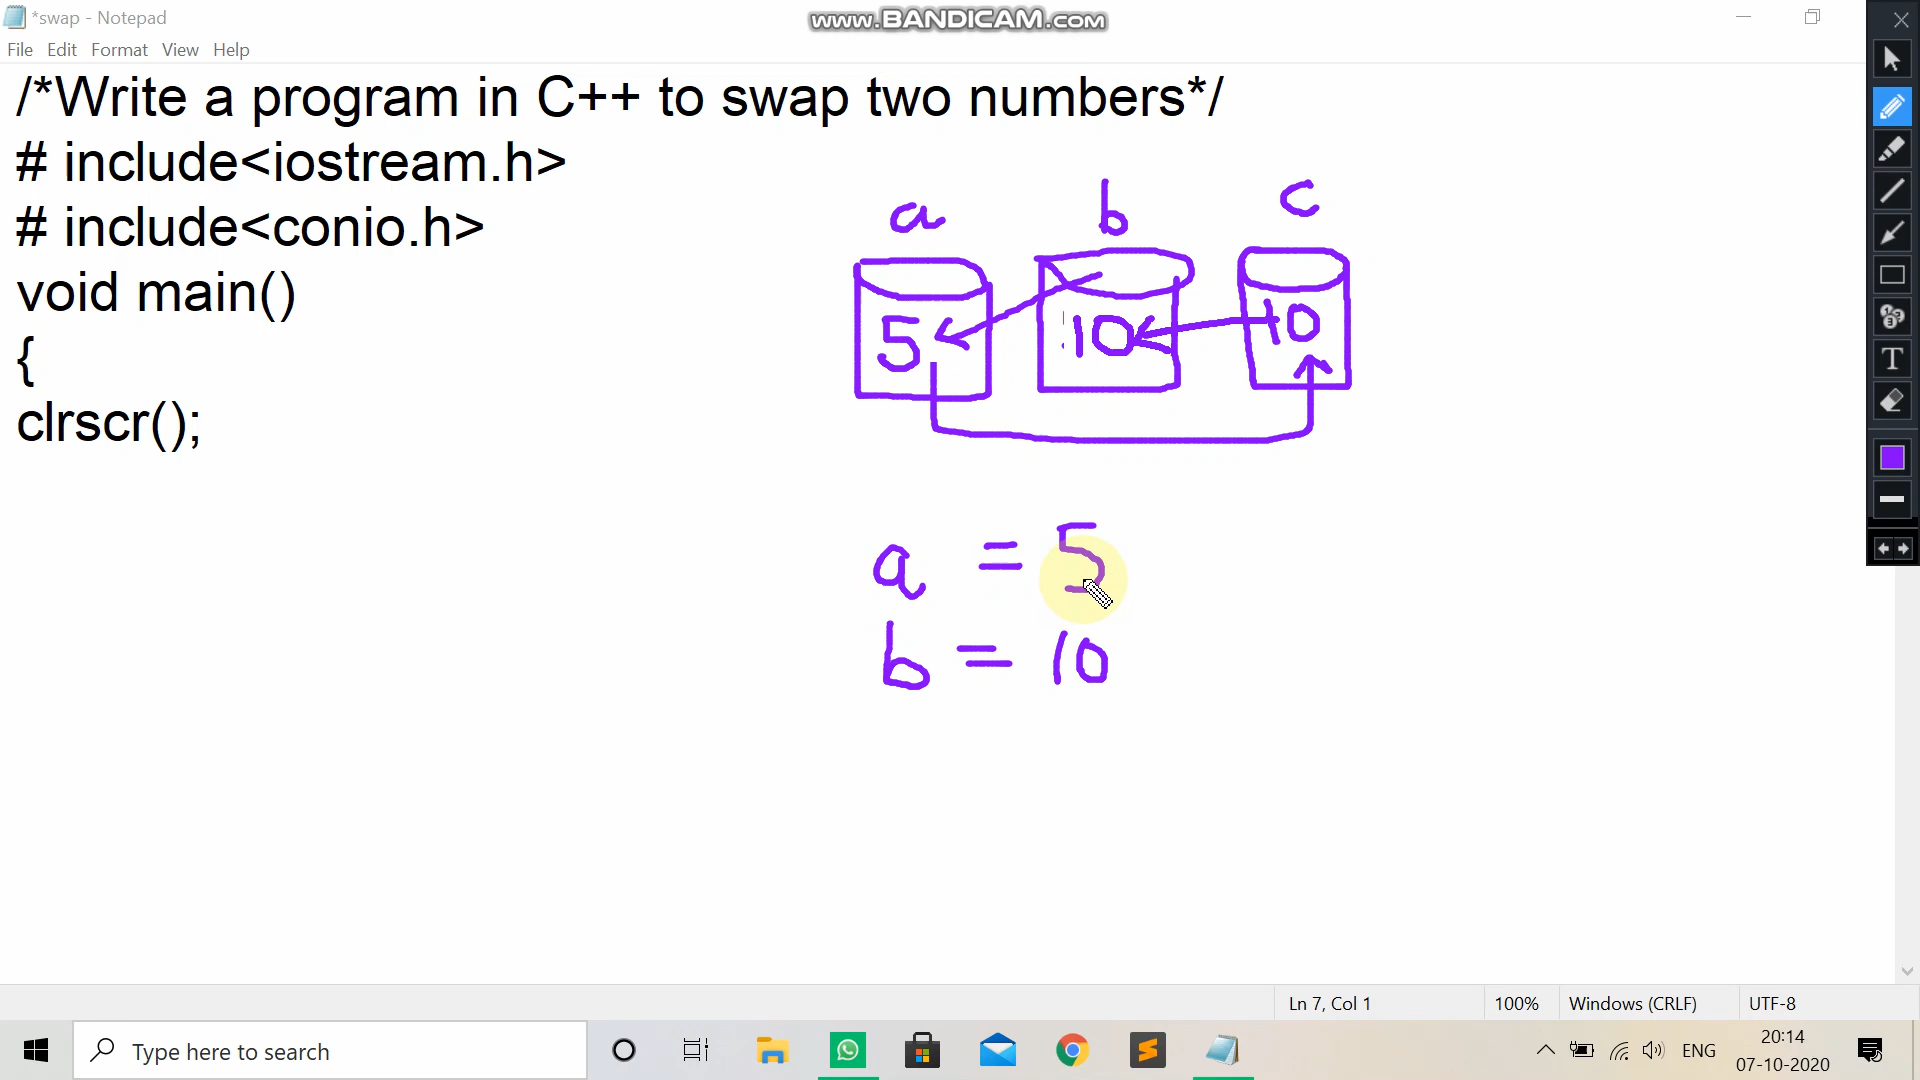 *swap - Notepad
www.BANDICAM.com
File Edit Format View Help
/*Write a program in C++ to swap two numbers*/
# include<iostream.h>
# include<conio.h>
void main()
{
clrscr();
a b c
5 10 10
a = 5
b = 10
T
Ln 7, Col 1 100% Windows (CRLF) UTF-8
Type here to search
ENG
20:14
07-10-2020